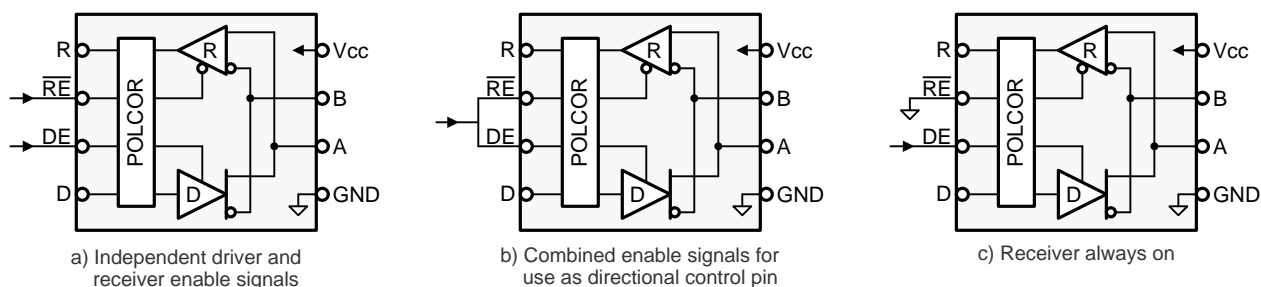 R
RE
DE
D
POLCOR
R
D
Vcc
B
A
GND
a) Independent driver and
receiver enable signals
R
RE
DE
D
POLCOR
R
D
Vcc
B
A
GND
b) Combined enable signals for
use as directional control pin
R
RE
DE
D
POLCOR
R
D
Vcc
B
A
GND
c) Receiver always on